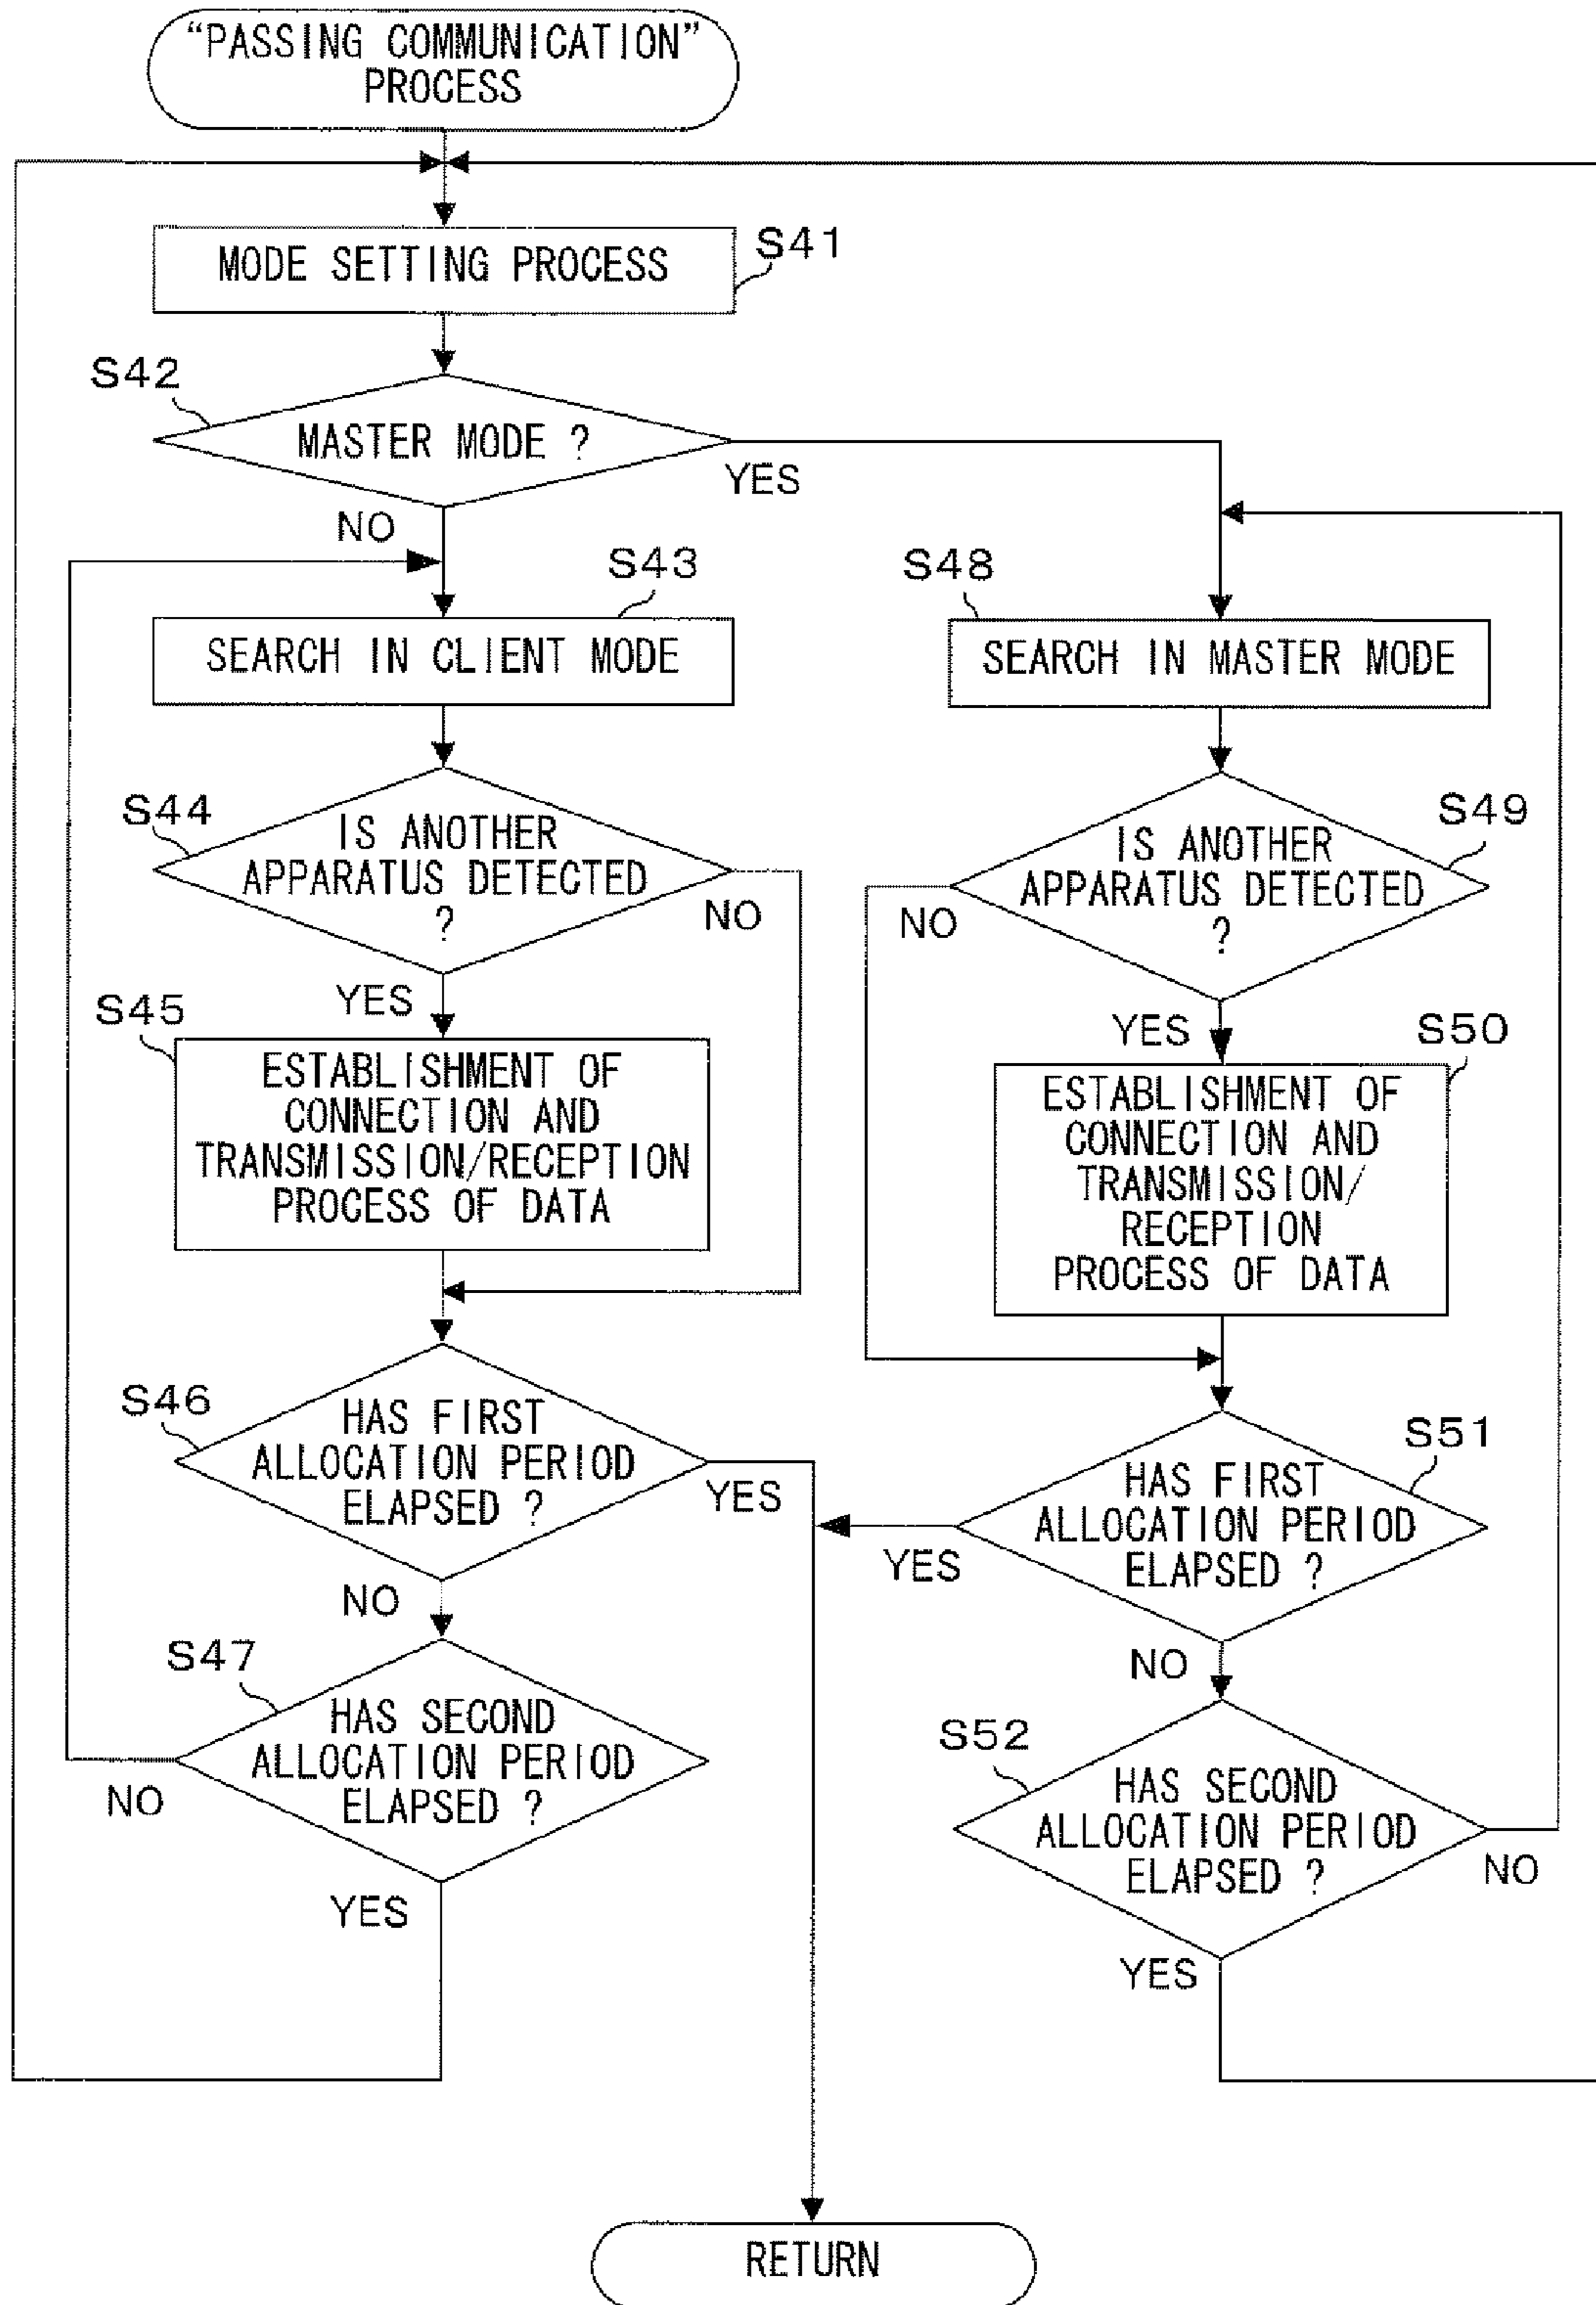 “PASSING COMMUNICATION”
PROCESS
MODE SETTING PROCESS
S41
S42
MASTER MODE ?
YES
NO
S43
SEARCH IN CLIENT MODE
S44
IS ANOTHER
APPARATUS DETECTED
?
NO
YES
S45
ESTABLISHMENT OF
CONNECTION AND
TRANSMISSION/RECEPTION
PROCESS OF DATA
S46
HAS FIRST
ALLOCATION PERIOD
ELAPSED ?
YES
NO
S47
HAS SECOND
ALLOCATION PERIOD
ELAPSED ?
NO
YES
S48
SEARCH IN MASTER MODE
S49
IS ANOTHER
APPARATUS DETECTED
?
NO
YES
S50
ESTABLISHMENT OF
CONNECTION AND
TRANSMISSION/
RECEPTION
PROCESS OF DATA
S51
HAS FIRST
ALLOCATION PERIOD
ELAPSED ?
YES
NO
S52
HAS SECOND
ALLOCATION PERIOD
ELAPSED ?
NO
YES
RETURN